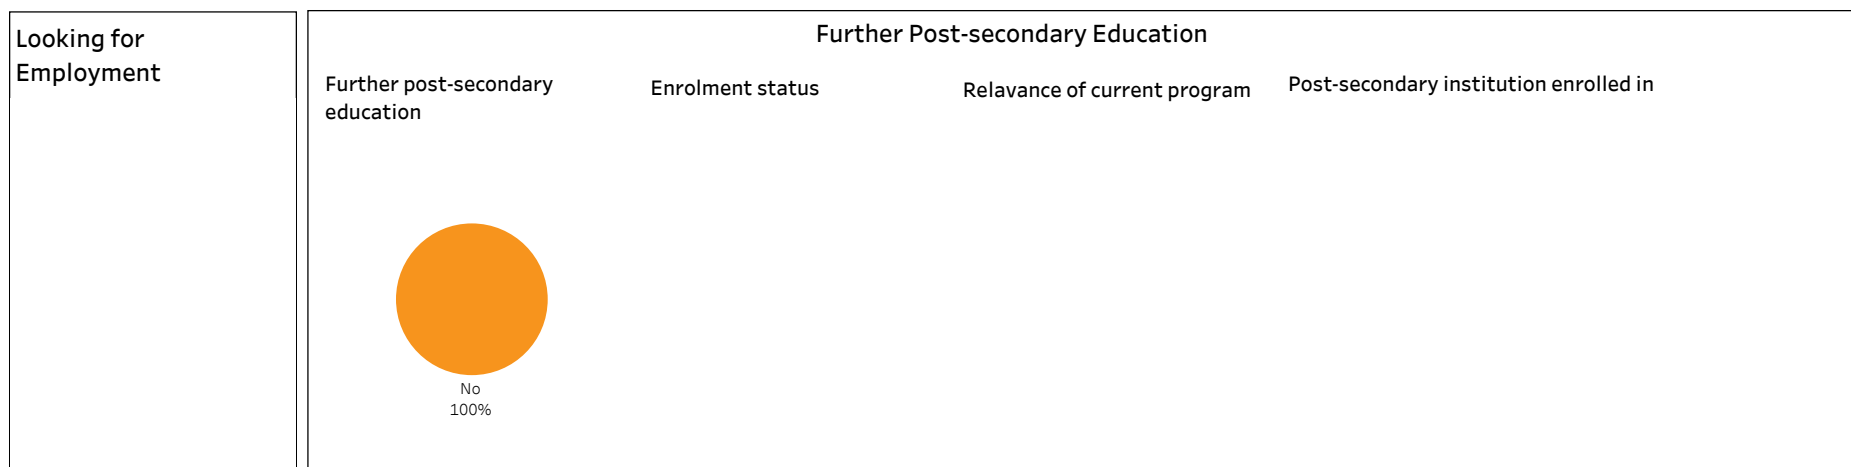 Looking for
Employment
Further Post-secondary Education
Further post-secondary
education
Enrolment status
Relavance of current program
Post-secondary institution enrolled in
No
100%